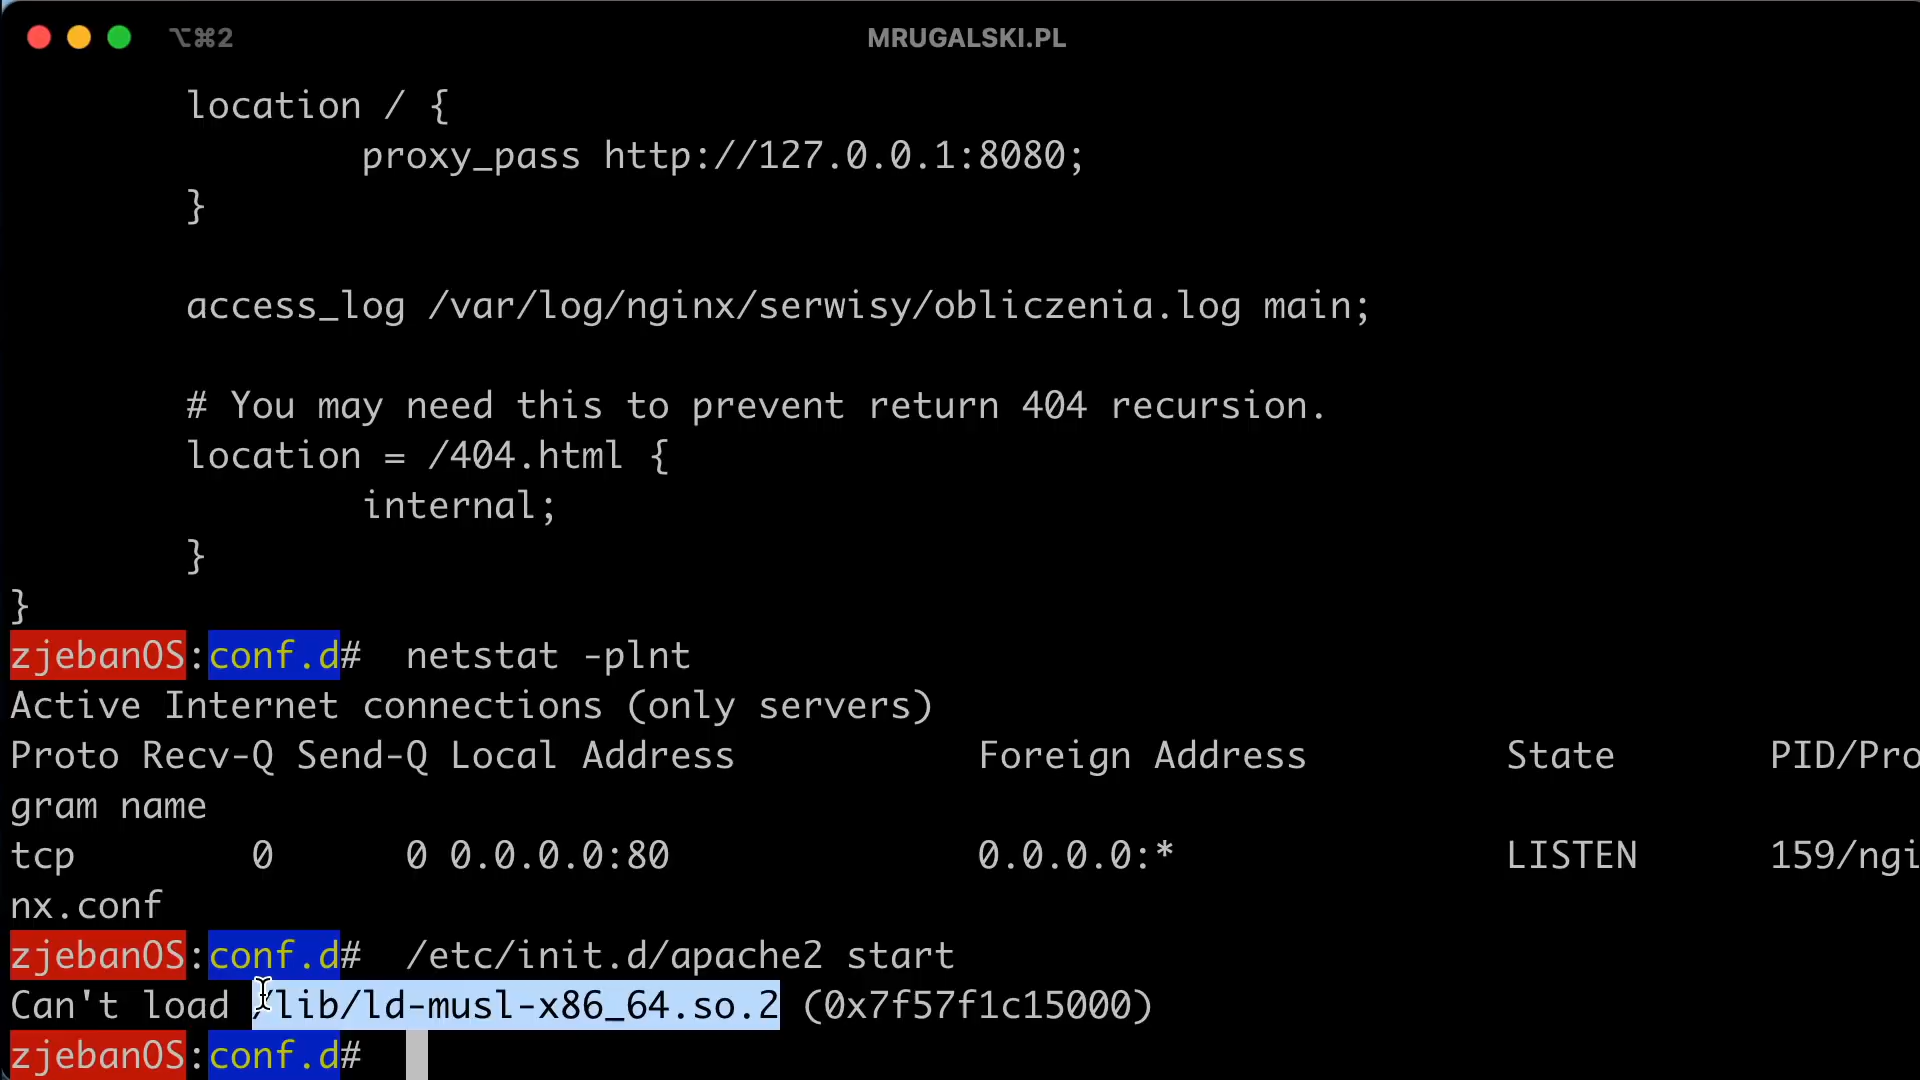 ⌥⌘2
MRUGALSKI.PL
location / {
proxy_pass http://127.0.0.1:8080;
}
access_log /var/log/nginx/serwisy/obliczenia.log main;
# You may need this to prevent return 404 recursion.
location = /404.html {
internal;
}
}
zjebanOS:conf.d# netstat -plnt
Active Internet connections (only servers)
Proto Recv-Q Send-Q Local Address Foreign Address State PID/Pro
gram name
tcp 0 0 0.0.0.0:80 0.0.0.0:* LISTEN 159/ngi
nx.conf
zjebanOS:conf.d# /etc/init.d/apache2 start
Can't load /lib/ld-musl-x86_64.so.2 (0x7f57f1c15000)
zjebanOS:conf.d#